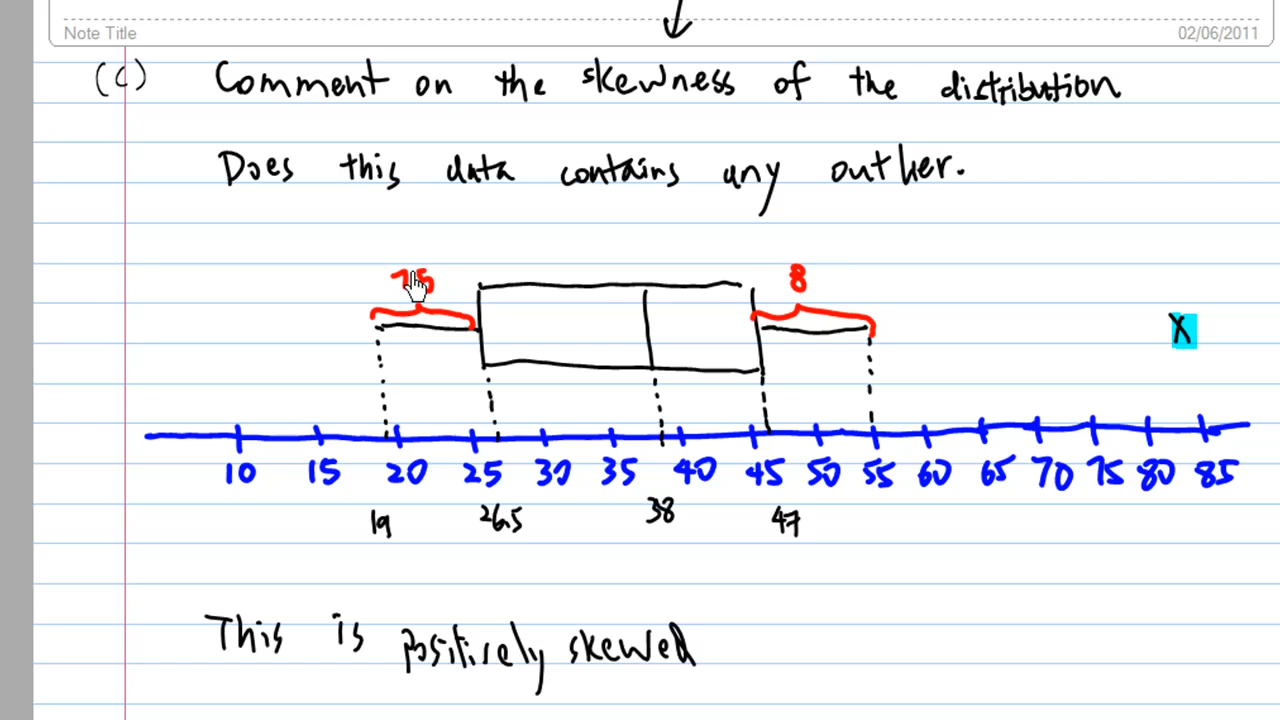 Note Title
02/06/2011
(C) Comment on the skewness of the distribution
Does this data contains any outlier.
8
X
10 15 20 25 30 35 40 45 50 55 60 65 70 75 80 85
19 26.5 38 47
This is positively skewed